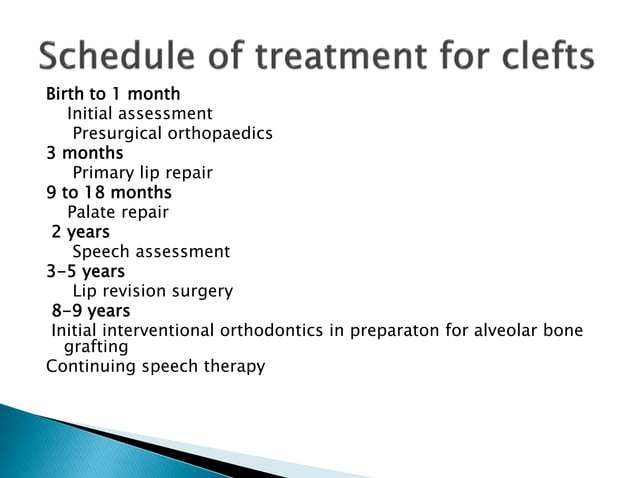 Schedule of treatment for clefts
Birth to 1 month
Initial assessment
Presurgical orthopaedics
3 months
Primary lip repair
9 to 18 months
Palate repair
2 years
Speech assessment
3-5 years
Lip revision surgery
8-9 years
Initial interventional orthodontics in preparaton for alveolar bone
grafting
Continuing speech therapy